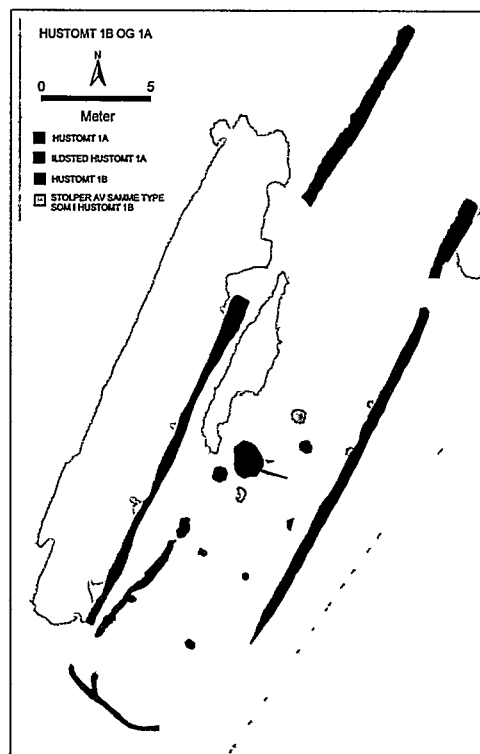 HUSTOMT 1B OG 1A
N
0 5
Meter
HUSTOMT 1A
ILDSTED HUSTOMT 1A
HUSTOMT 1B
STOLPER AV SAMME TYPE
SOM I HUSTOMT 1B